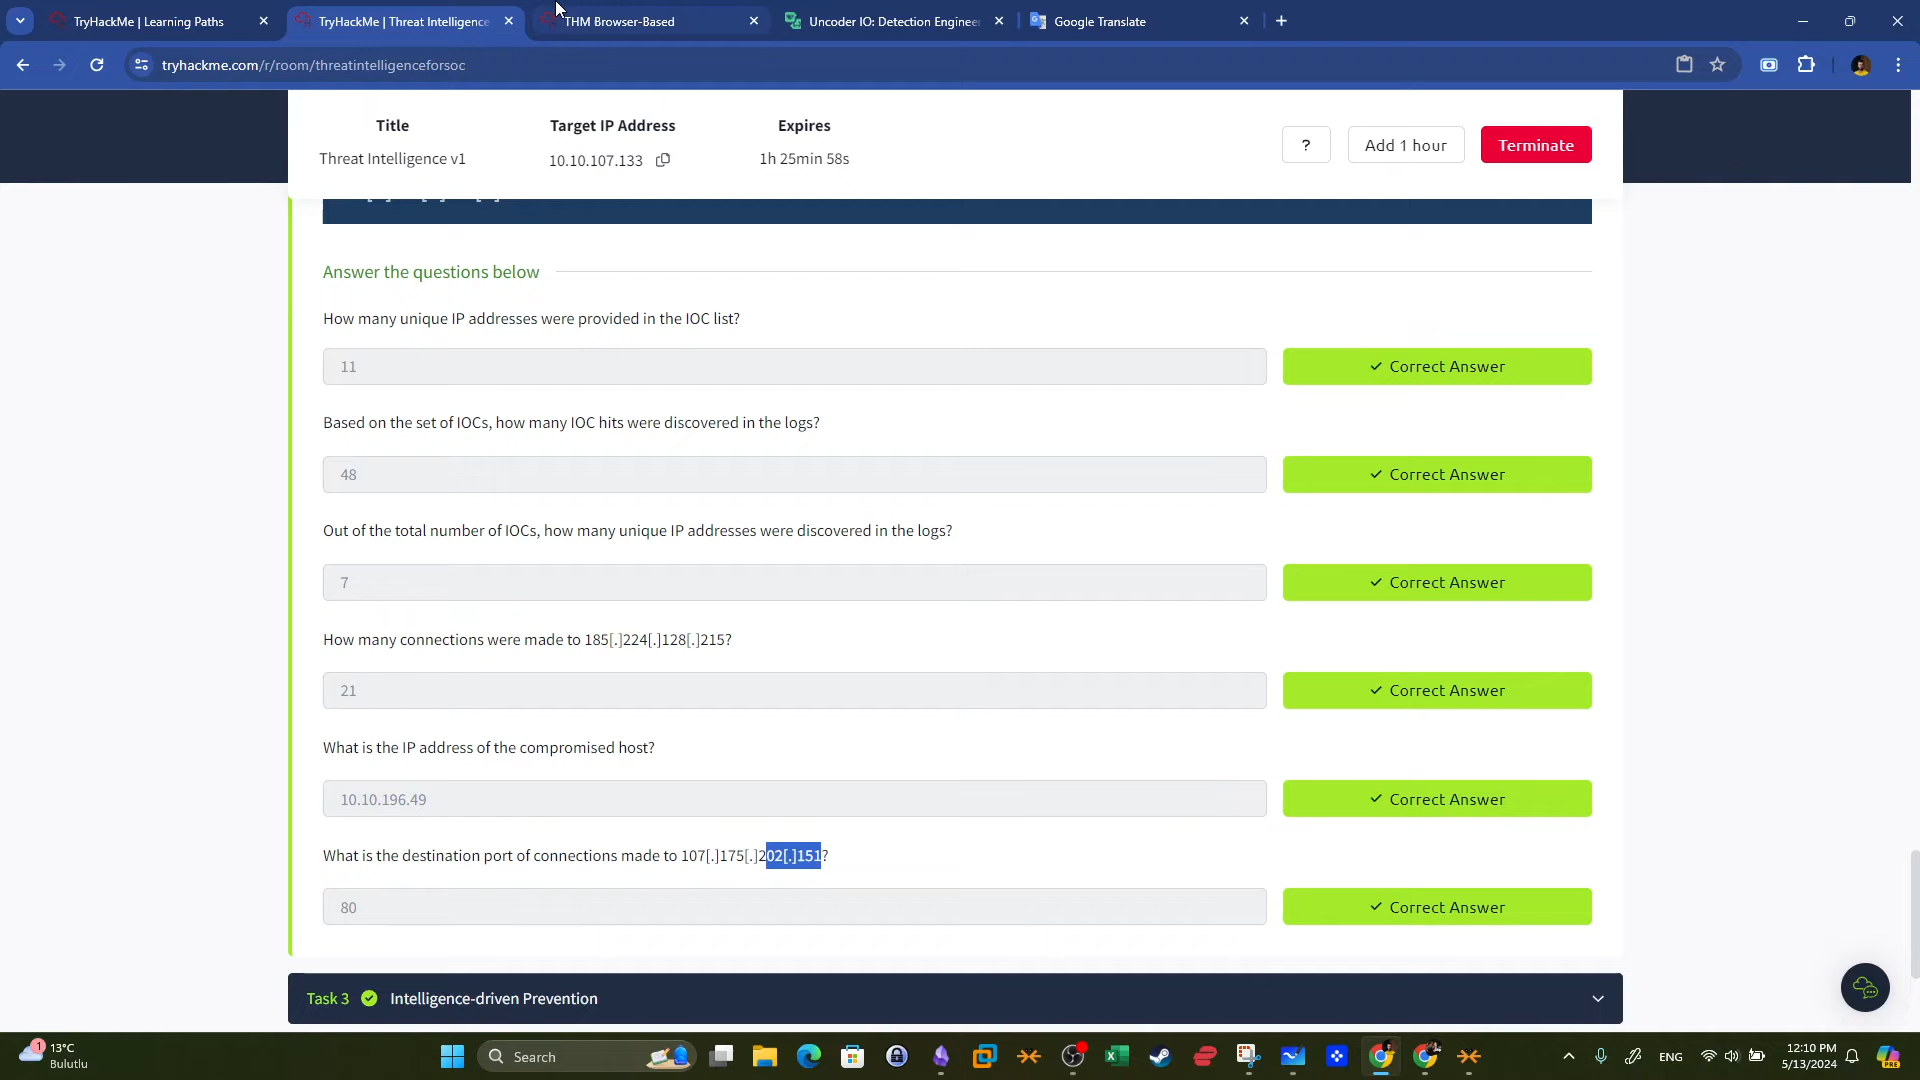 TryHackMe | Learning Paths
TryHackMe | Threat Intelligence
THM Browser-Based
Uncoder IO: Detection Engineer
Google Translate
tryhackme.com/r/room/threatintelligenceforsoc
Title
Target IP Address
Expires
Threat Intelligence v1
10.10.107.133
1h 25min 58s
?
Add 1 hour
Terminate
Answer the questions below
How many unique IP addresses were provided in the IOC list?
11
✓ Correct Answer
Based on the set of IOCs, how many IOC hits were discovered in the logs?
48
✓ Correct Answer
Out of the total number of IOCs, how many unique IP addresses were discovered in the logs?
7
✓ Correct Answer
How many connections were made to 185[.]224[.]128[.]215?
21
✓ Correct Answer
What is the IP address of the compromised host?
10.10.196.49
✓ Correct Answer
What is the destination port of connections made to 107[.]175[.]202[.]151?
80
✓ Correct Answer
Task 3
Intelligence-driven Prevention
1
13°C
Bulutlu
Search
ENG
12:10 PM
5/13/2024
PRE